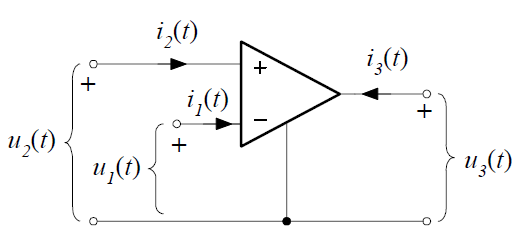 i₂(t)
+
+
i₃(t)
i₁(t)
+
−
+
+
u₂(t)
u₁(t)
u₃(t)